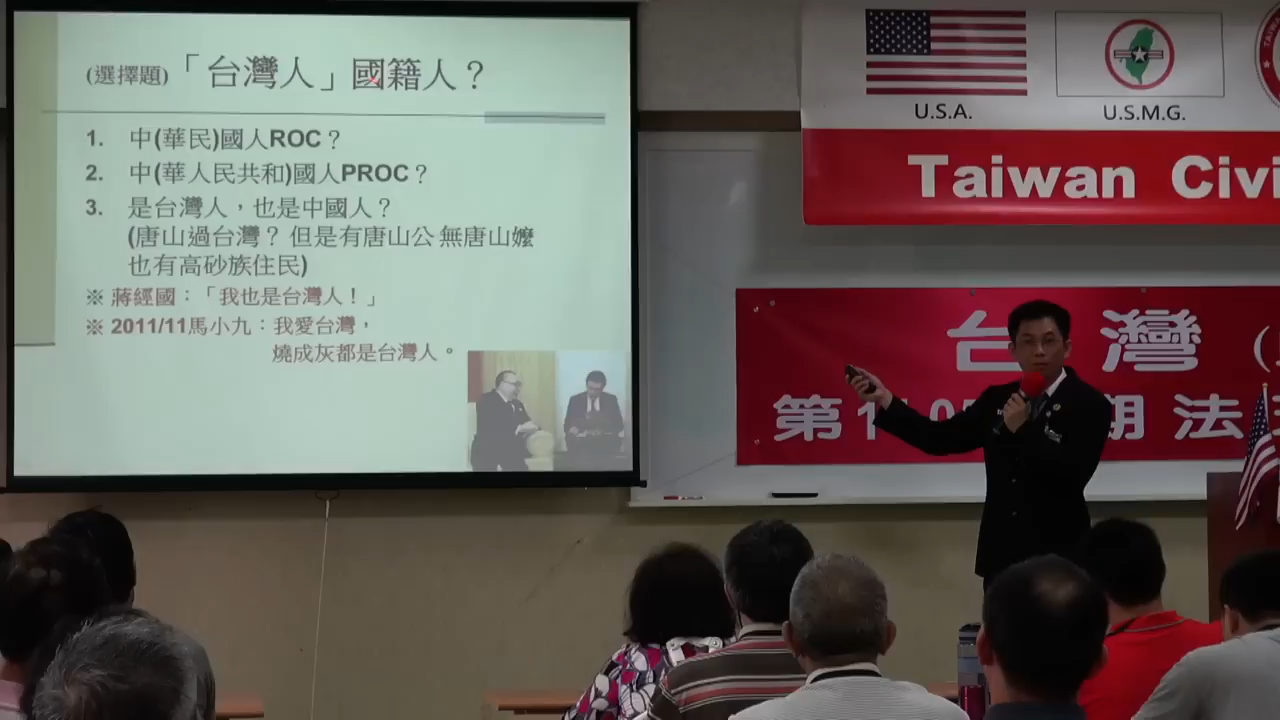 (選擇題)「台灣人」國籍人？
1. 中(華民)國人ROC？
2. 中(華人民共和)國人PROC？
3. 是台灣人，也是中國人？
(唐山過台灣？ 但是有唐山公 無唐山嬤
也有高砂族住民)
※ 蔣經國：「我也是台灣人！」
※ 2011/11馬小九：我愛台灣，
燒成灰都是台灣人。
U.S.A.
U.S.M.G.
Taiwan Civi
台灣(
第1
期 法